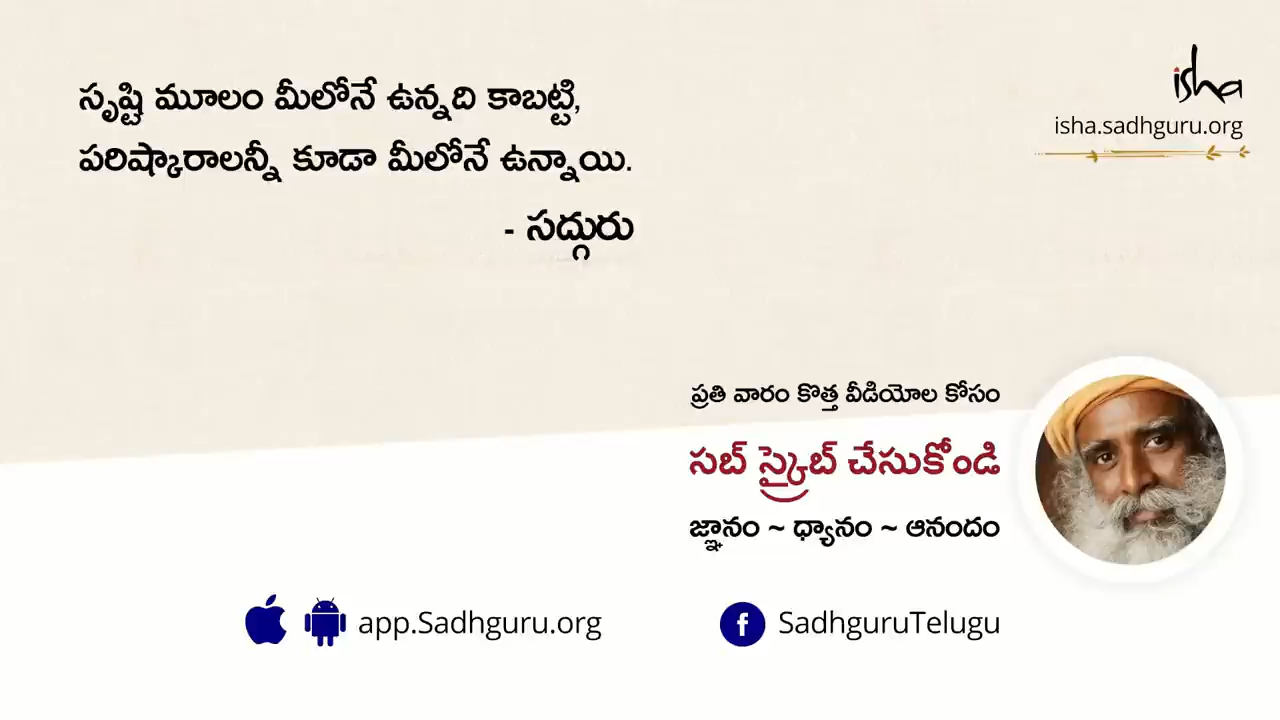 సృష్టి మూలం మీలోనే ఉన్నది కాబట్టి,
పరిష్కారాలన్నీ కూడా మీలోనే ఉన్నాయి.
- సద్గురు
isha
isha.sadhguru.org
ప్రతి వారం కొత్త వీడియోల కోసం
సబ్ స్క్రైబ్ చేసుకోండి
జ్ఞానం ~ ధ్యానం ~ ఆనందం
app.Sadhguru.org
SadhguruTelugu